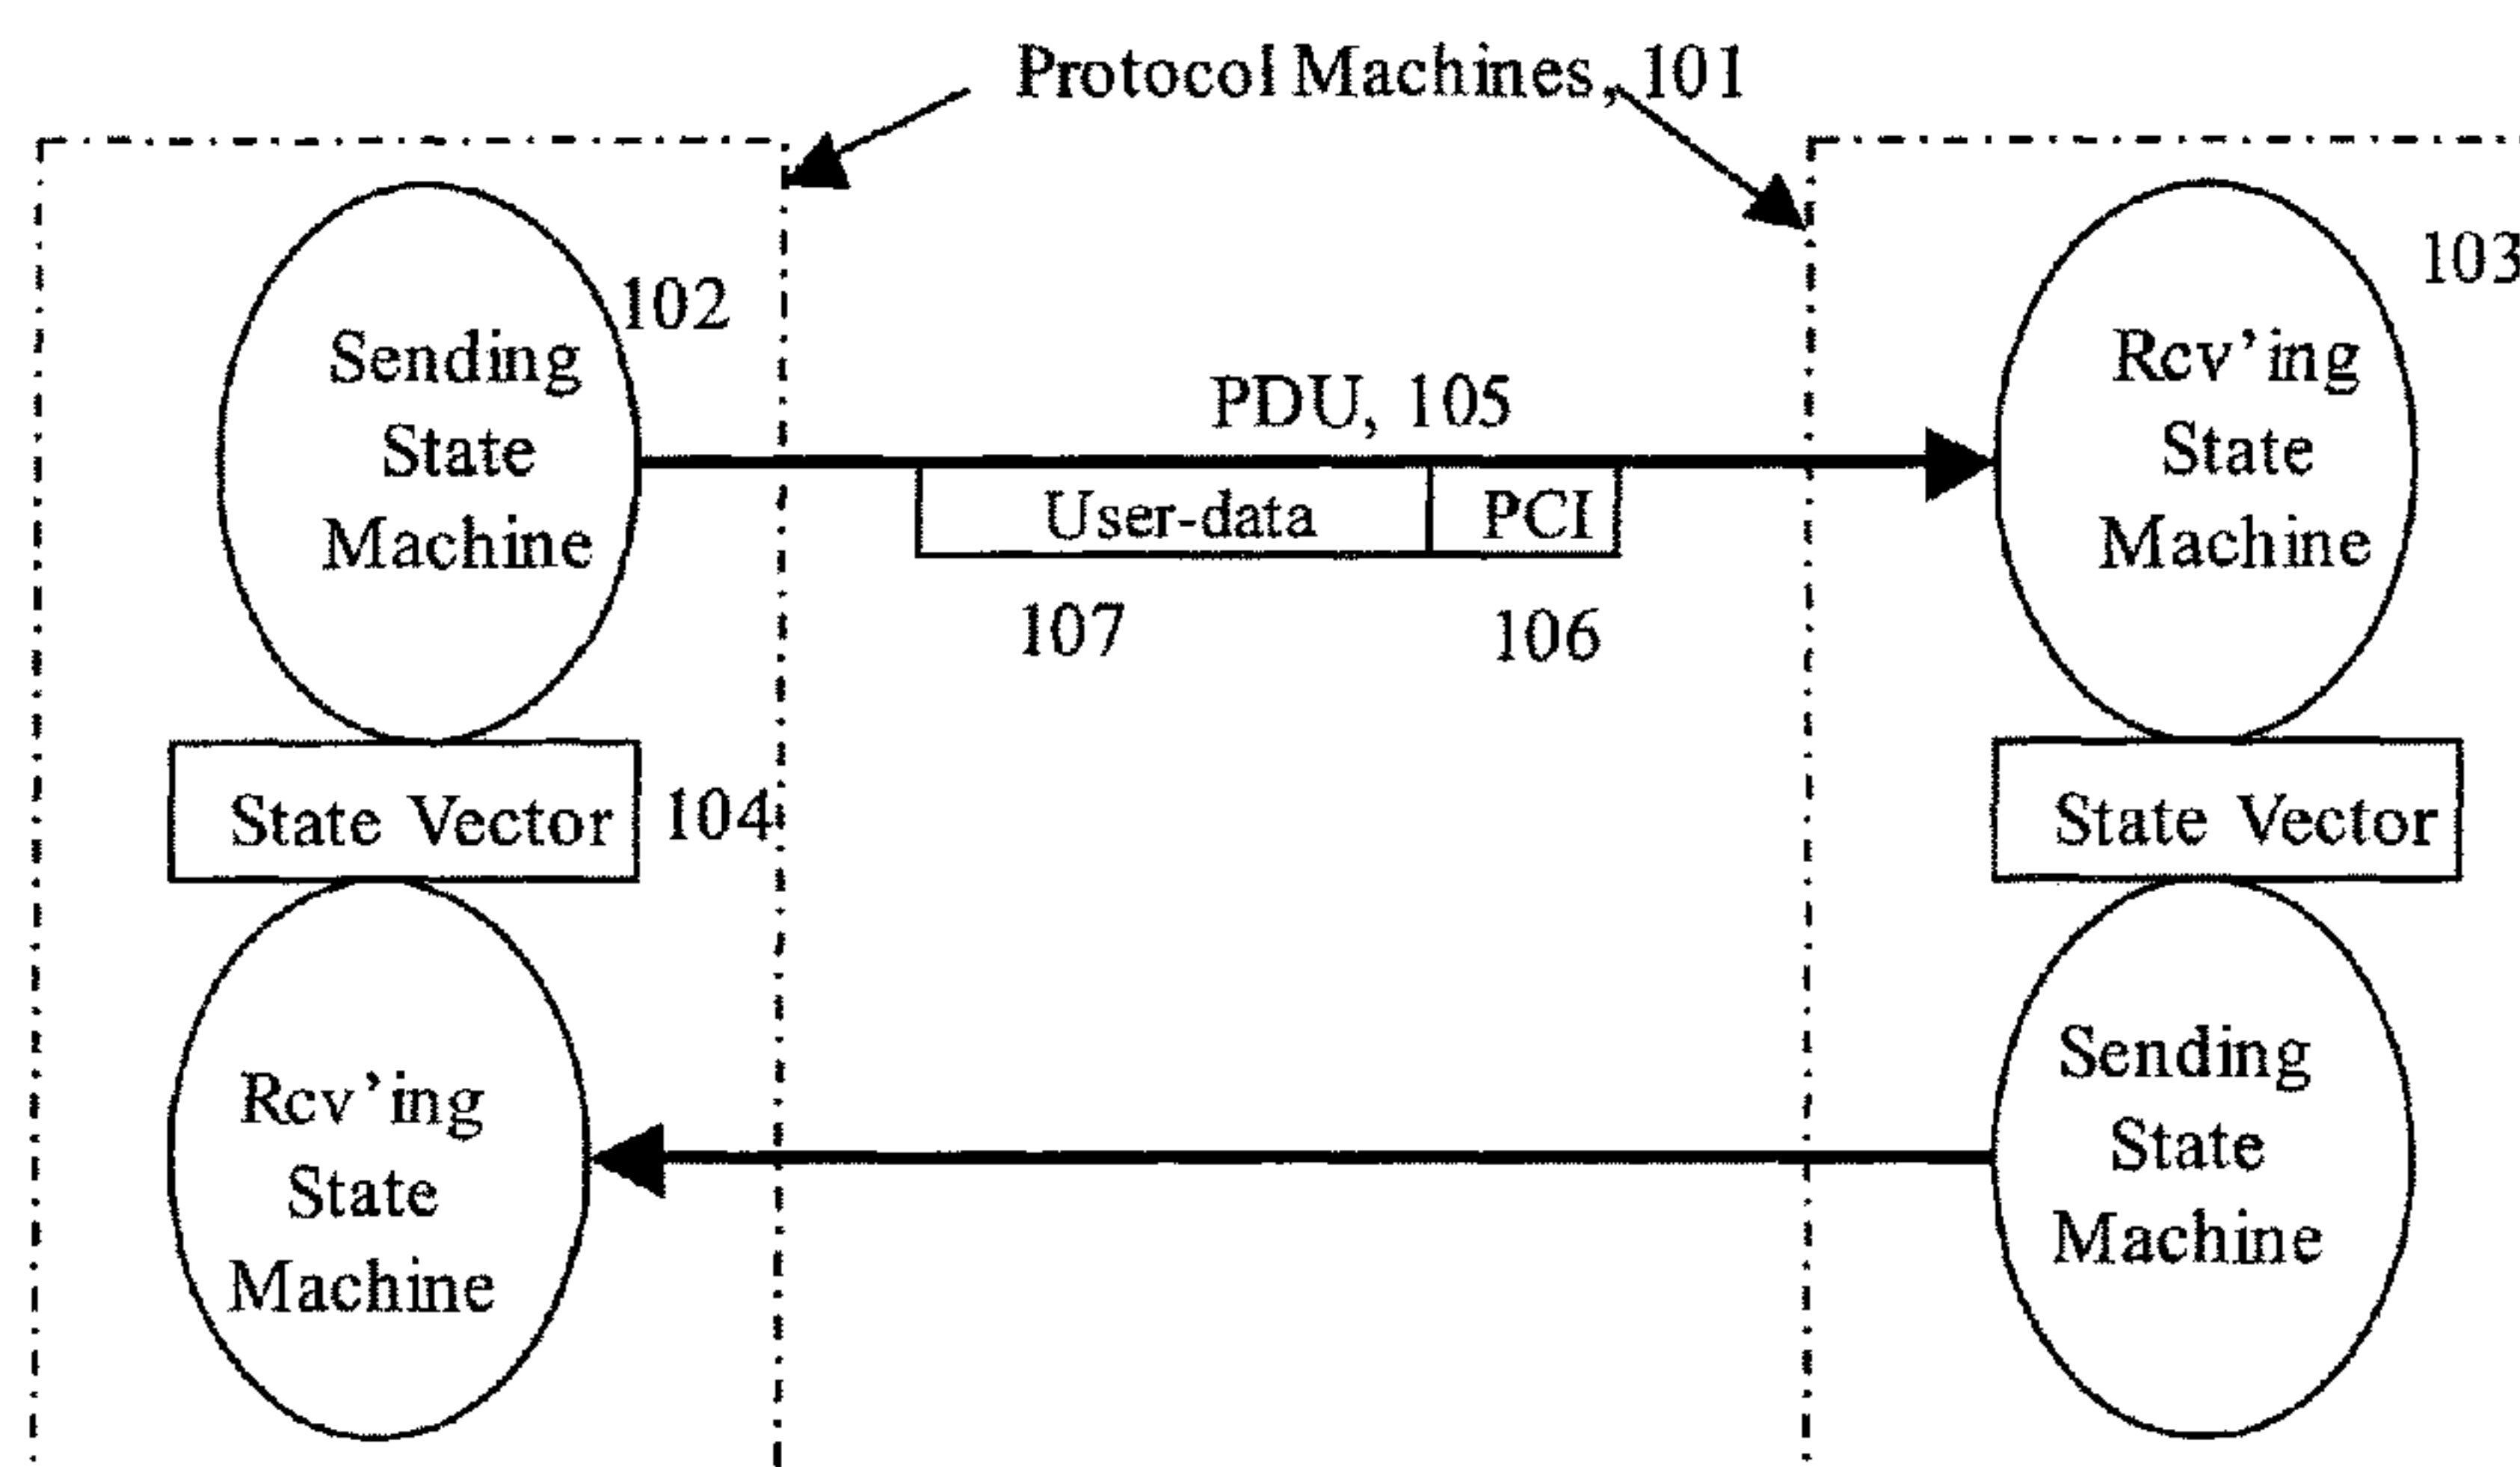 Protocol Machines, 101
102
Sending
State
Machine
PDU, 105
User-data
PCI
107
106
103
Rcv'ing
State
Machine
State Vector
104
State Vector
Rcv'ing
State
Machine
Sending
State
Machine